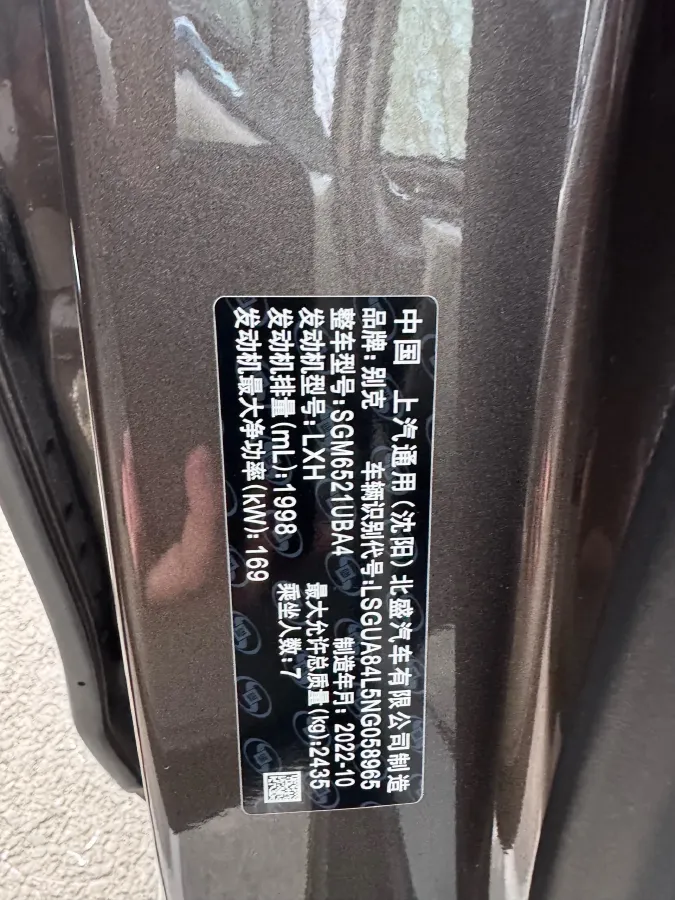 中国 上汽通用(沈阳)北盛汽车有限公司制造
品牌:别克 车辆识别代号:LSGUA84L5NG058965
整车型号:SGM6521UBA4 制造年月:2022-10
发动机型号:LXH 最大允许总质量(kg):2435
发动机排量(mL):1998 乘坐人数:7
发动机最大净功率(kW):169